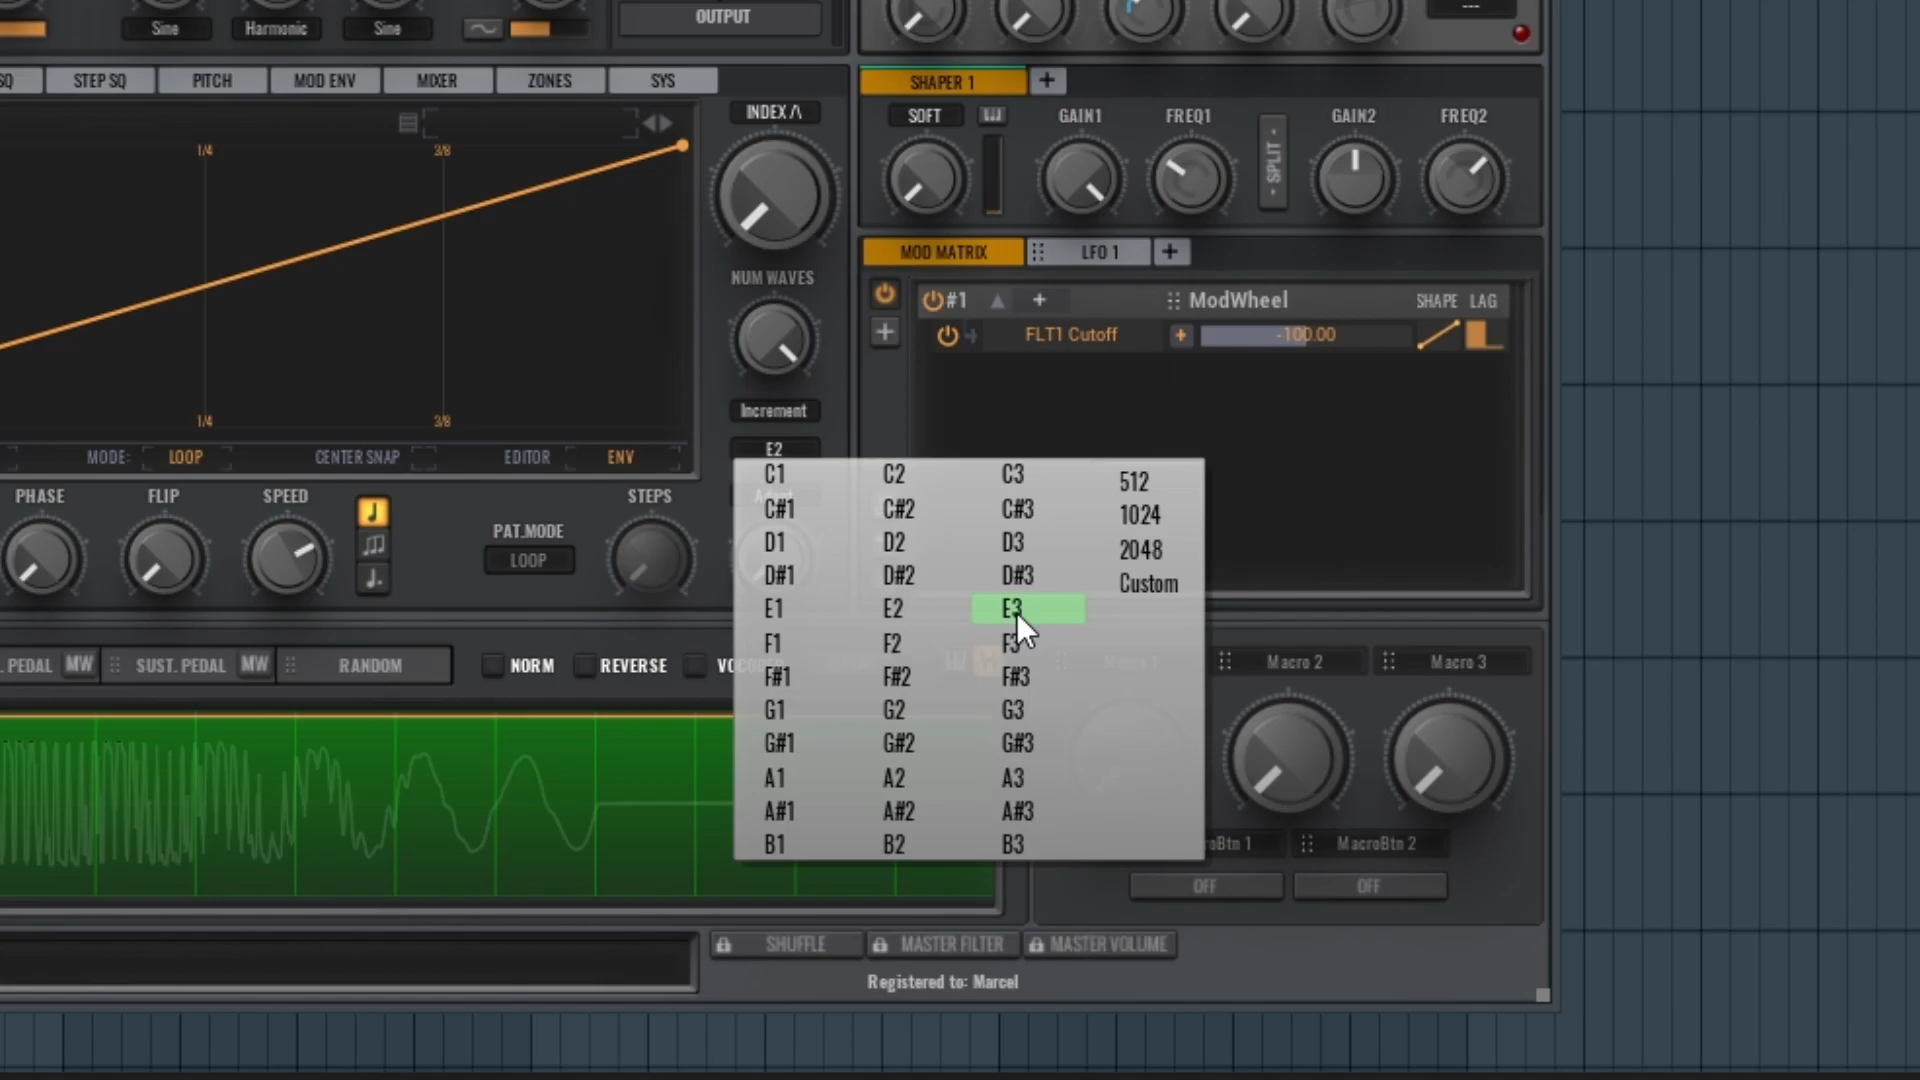 Sine
Harmonic
Sine
OUTPUT
---
SQ
STEP SQ
PITCH
MOD ENV
MIXER
ZONES
SYS
1/4
3/8
1/4
3/8
MODE:
LOOP
CENTER SNAP
EDITOR
ENV
INDEX /\
NUM WAVES
Increment
E2
SHAPER 1
+
SOFT
GAIN1
FREQ1
- SPLIT +
GAIN2
FREQ2
MOD MATRIX
LFO 1
+
#1
+
ModWheel
SHAPE
LAG
+
FLT1 Cutoff
+
-100.00
PHASE
FLIP
SPEED
PAT.MODE
LOOP
STEPS
C1 C2 C3 512
C#1 C#2 C#3 1024
D1 D2 D3 2048
D#1 D#2 D#3 Custom
E1 E2 E3
F1 F2 F3
F#1 F#2 F#3
G1 G2 G3
G#1 G#2 G#3
A1 A2 A3
A#1 A#2 A#3
B1 B2 B3
. PEDAL
MW
SUST. PEDAL
MW
RANDOM
NORM
REVERSE
Macro 1
Macro 2
Macro 3
roBtn 1
MacroBtn 2
OFF
OFF
SHUFFLE
MASTER FILTER
MASTER VOLUME
Registered to: Marcel